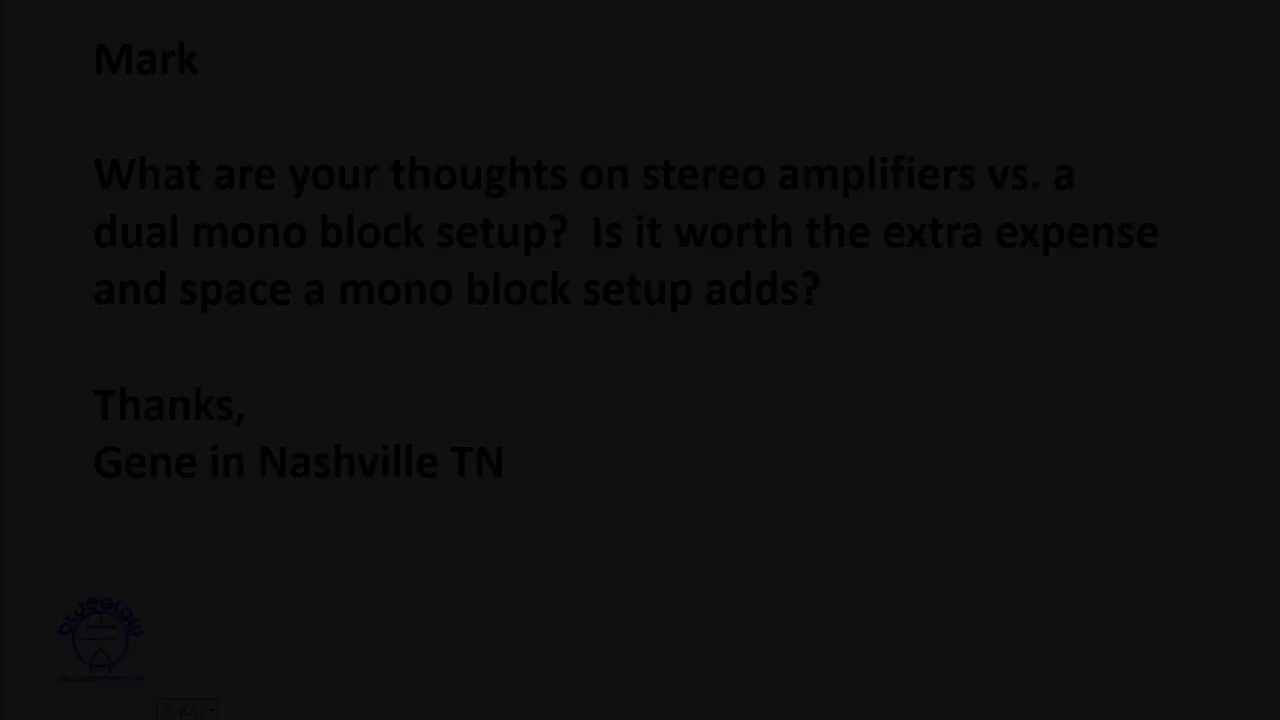 Mark
What are your thoughts on stereo amplifiers vs. a
dual mono block setup?  Is it worth the extra expense
and space a mono block setup adds?
Thanks,
Gene in Nashville TN
blueglow